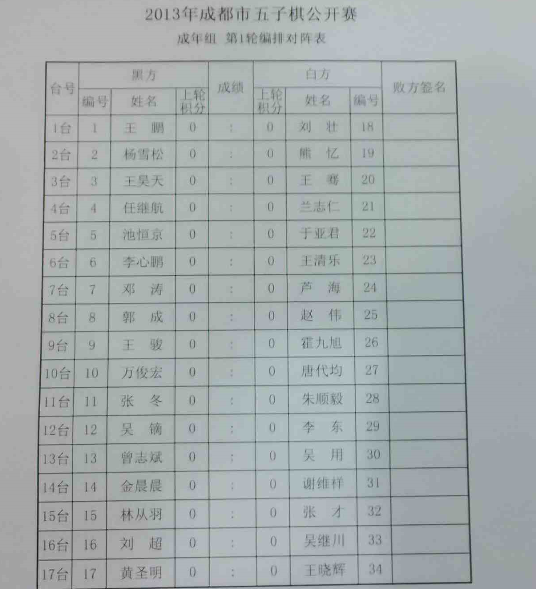 2013年成都市五子棋公开赛
成年组 第1轮编排对阵表
台号 黑方 成绩 白方 败方签名
编号 姓名 上轮积分 上轮积分 姓名 编号
1台 1 王鹏 0 : 0 刘壮 18
2台 2 杨雪松 0 : 0 熊忆 19
3台 3 王昊天 0 : 0 王骞 20
4台 4 任继航 0 : 0 兰志仁 21
5台 5 池恒京 0 : 0 于亚君 22
6台 6 李心鹏 0 : 0 王清乐 23
7台 7 邓涛 0 : 0 芦海 24
8台 8 郭成 0 : 0 赵伟 25
9台 9 王骏 0 : 0 霍九旭 26
10台 10 万俊宏 0 : 0 唐代均 27
11台 11 张冬 0 : 0 朱顺毅 28
12台 12 吴镝 0 : 0 李东 29
13台 13 曾志斌 0 : 0 吴用 30
14台 14 金晨晨 0 : 0 谢维样 31
15台 15 林从羽 0 : 0 张才 32
16台 16 刘超 0 : 0 吴继川 33
17台 17 黄圣明 0 : 0 王晓辉 34